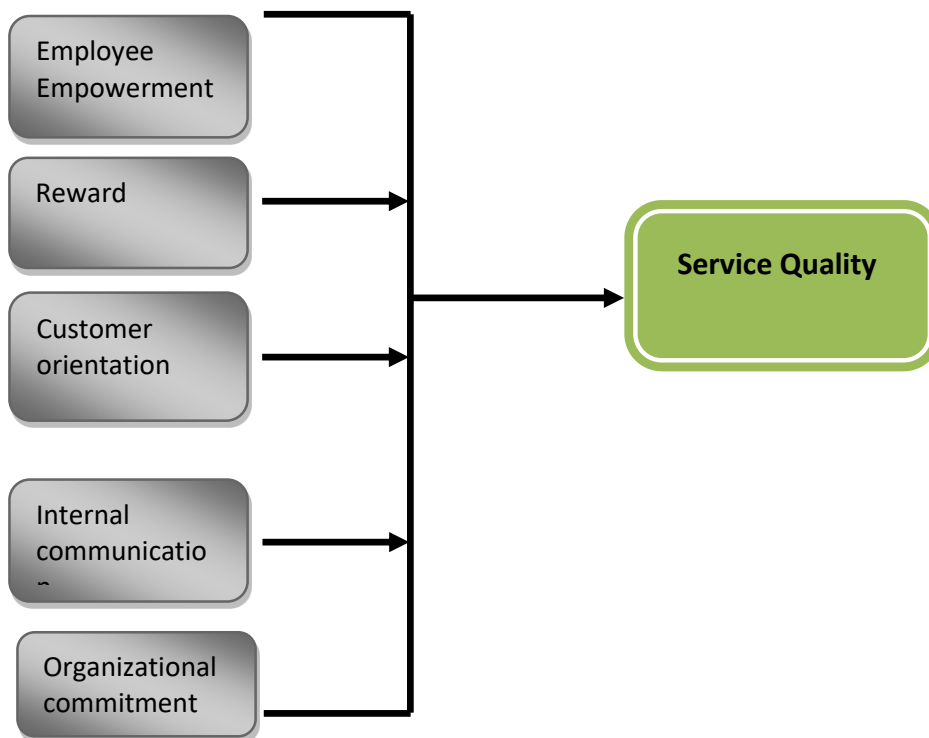 Employee
Empowerment
Reward
Customer
orientation
Internal
communicatio
n
Organizational
commitment
Service Quality